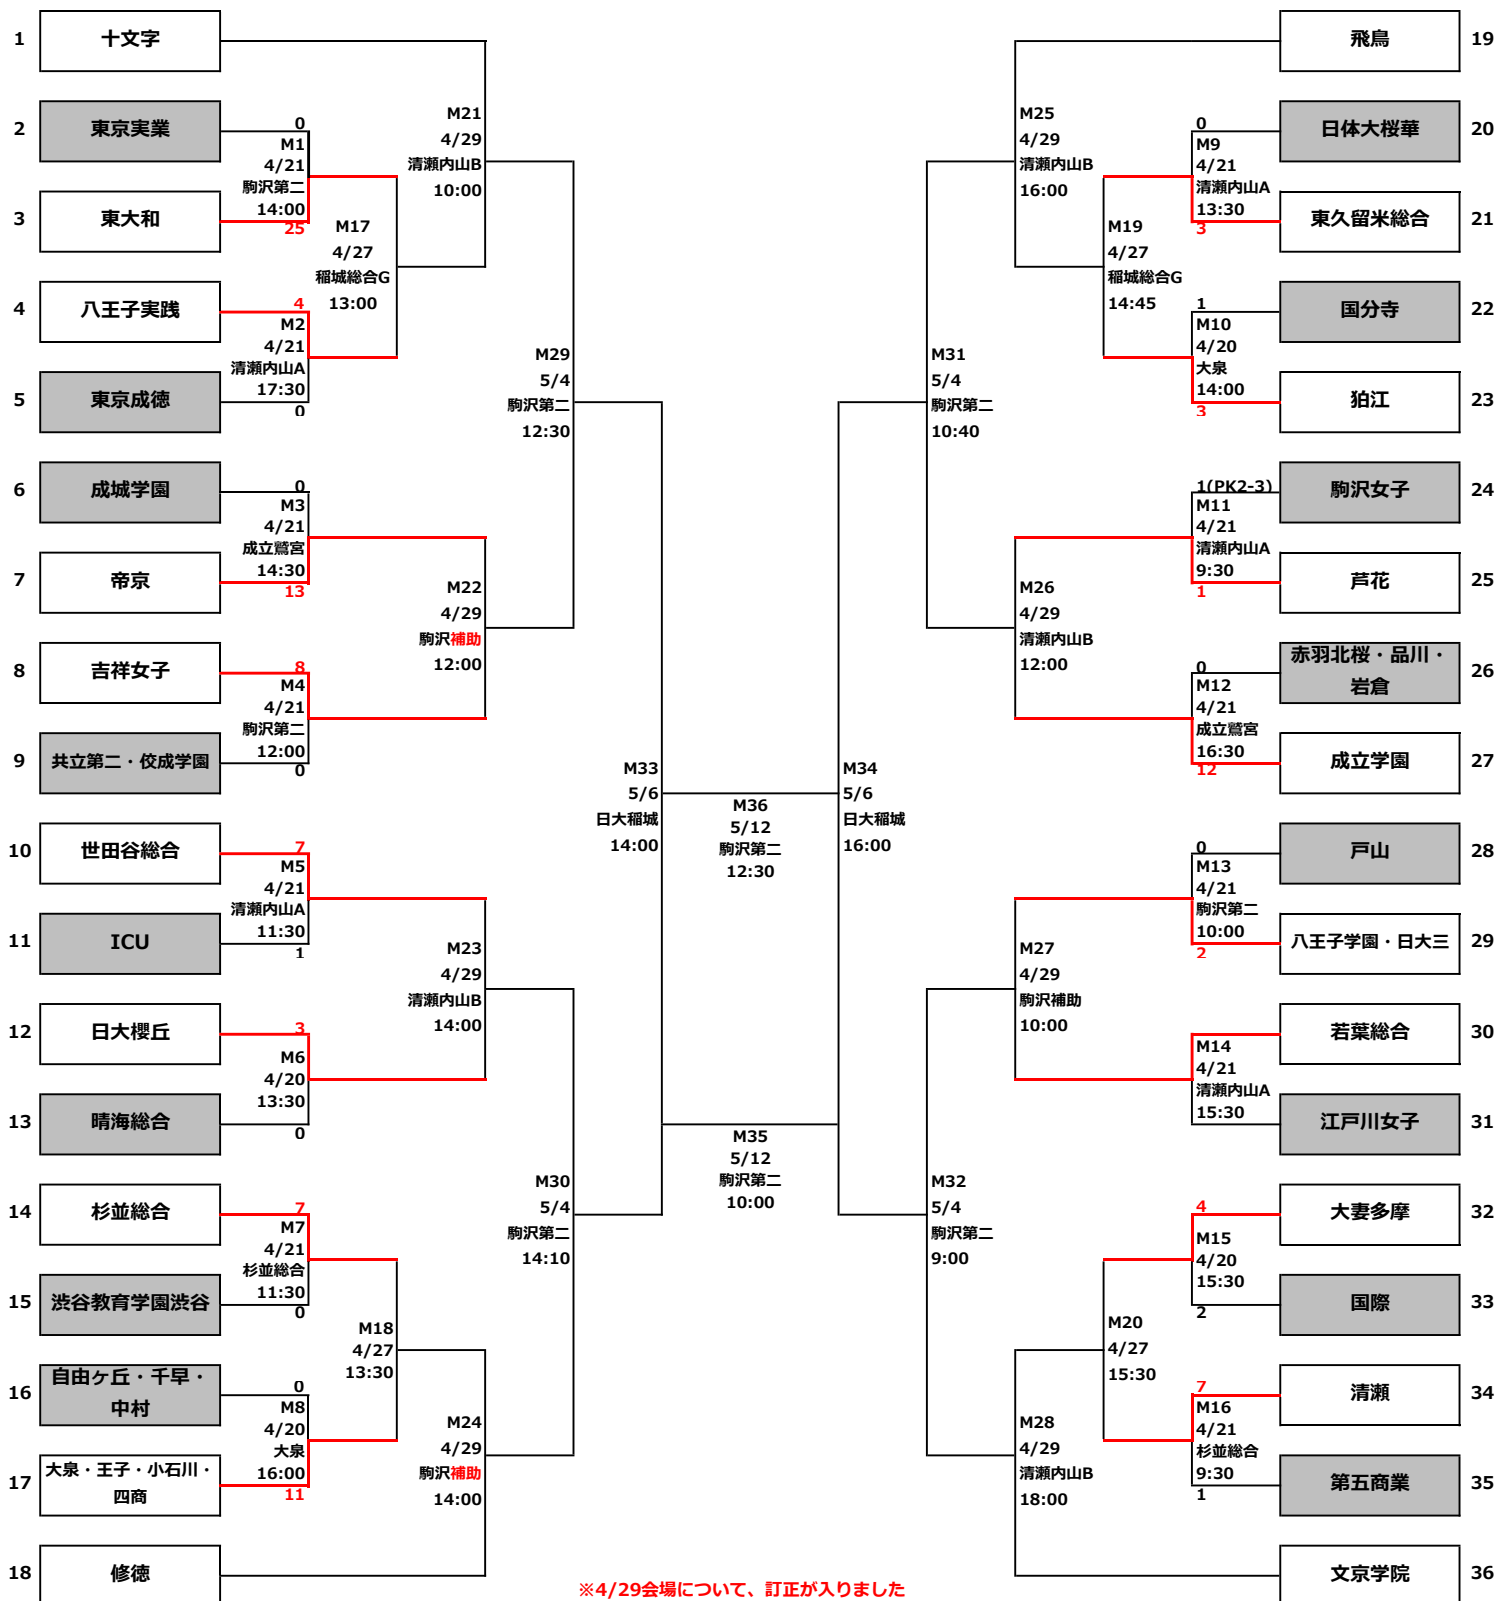 1 十文字
2 東京実業
3 東大和
4 八王子実践
5 東京成徳
6 成城学園
7 帝京
8 吉祥女子
9 共立第二・佼成学園
10 世田谷総合
11 ICU
12 日大櫻丘
13 晴海総合
14 杉並総合
15 渋谷教育学園渋谷
16 自由ヶ丘・千早・
中村
17 大泉・王子・小石川・
四商
18 修徳
0
M1
4/21
駒沢第二
14:00
25
4
M2
4/21
清瀬内山A
17:30
0
0
M3
4/21
成立鷲宮
14:30
13
8
M4
4/21
駒沢第二
12:00
0
7
M5
4/21
清瀬内山A
11:30
1
3
M6
4/20
13:30
0
7
M7
4/21
杉並総合
11:30
0
0
M8
4/20
大泉
16:00
11
M17
4/27
稲城総合G
13:00
M18
4/27
13:30
M21
4/29
清瀬内山B
10:00
M22
4/29
駒沢補助
12:00
M23
4/29
清瀬内山B
14:00
M24
4/29
駒沢補助
14:00
M29
5/4
駒沢第二
12:30
M30
5/4
駒沢第二
14:10
M33
5/6
日大稲城
14:00
M36
5/12
駒沢第二
12:30
M35
5/12
駒沢第二
10:00
M34
5/6
日大稲城
16:00
M31
5/4
駒沢第二
10:40
M32
5/4
駒沢第二
9:00
M25
4/29
清瀬内山B
16:00
M26
4/29
清瀬内山B
12:00
M27
4/29
駒沢補助
10:00
M28
4/29
清瀬内山B
18:00
M19
4/27
稲城総合G
14:45
M20
4/27
15:30
0
M9
4/21
清瀬内山A
13:30
3
1
M10
4/20
大泉
14:00
3
1(PK2-3)
M11
4/21
清瀬内山A
9:30
1
0
M12
4/21
成立鷲宮
16:30
12
0
M13
4/21
駒沢第二
10:00
2
M14
4/21
清瀬内山A
15:30
4
M15
4/20
15:30
2
7
M16
4/21
杉並総合
9:30
1
飛鳥 19
日体大桜華 20
東久留米総合 21
国分寺 22
狛江 23
駒沢女子 24
芦花 25
赤羽北桜・品川・
岩倉 26
成立学園 27
戸山 28
八王子学園・日大三 29
若葉総合 30
江戸川女子 31
大妻多摩 32
国際 33
清瀬 34
第五商業 35
文京学院 36
※4/29会場について、訂正が入りました